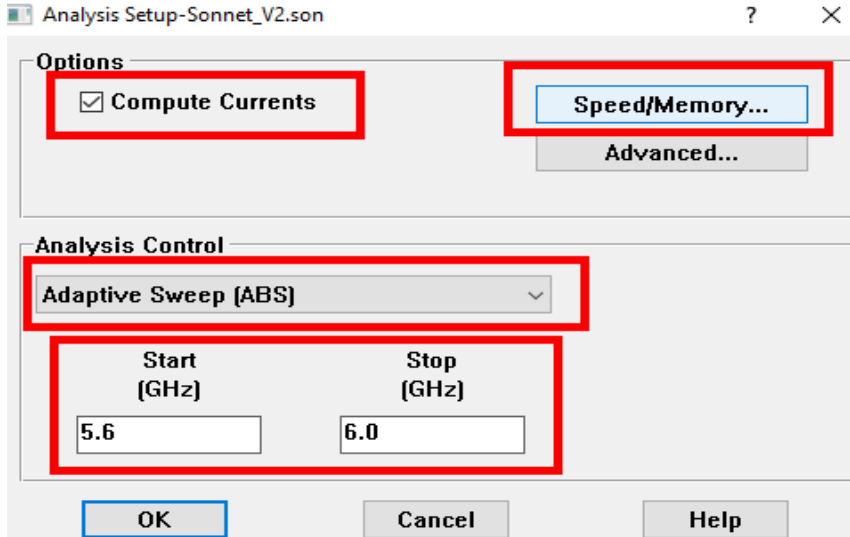 Analysis Setup-Sonnet_V2.son ? ×
Options
Compute Currents
Speed/Memory...
Advanced...
Analysis Control
Adaptive Sweep (ABS)
Start Stop
(GHz) (GHz)
5.6 6.0
OK Cancel Help